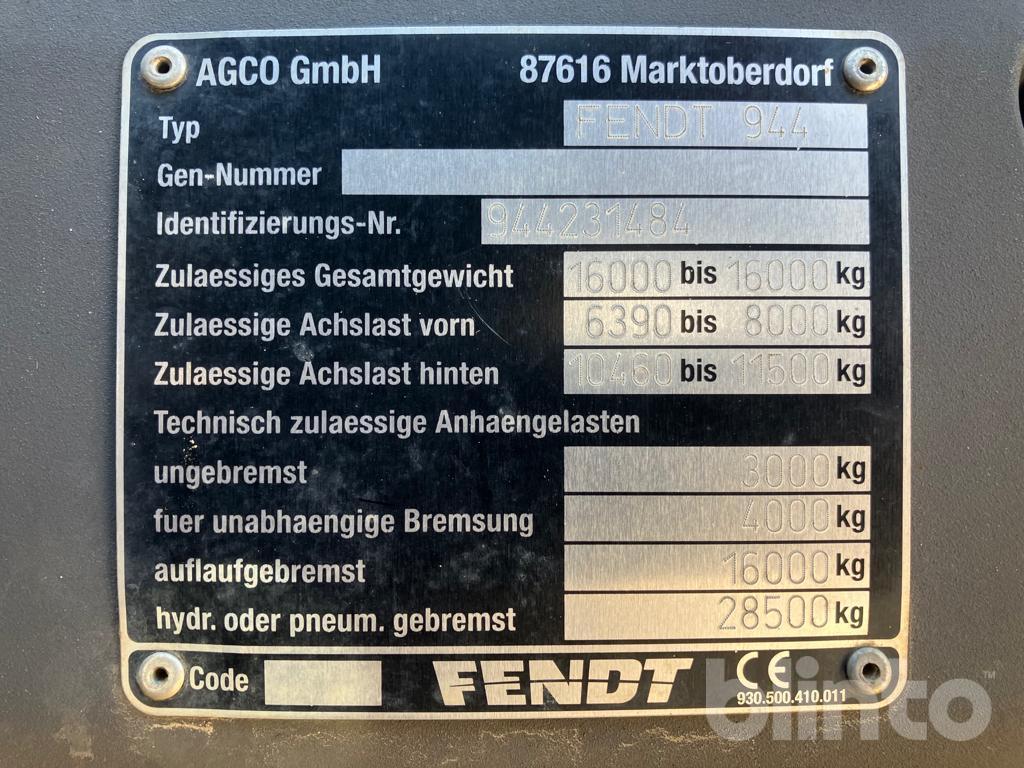 AGCO GmbH 87616 Marktoberdorf
Typ FENDT 944
Gen-Nummer
Identifizierungs-Nr. 944231484
Zulaessiges Gesamtgewicht 16000 bis 16000 kg
Zulaessige Achslast vorn 6390 bis 8000 kg
Zulaessige Achslast hinten 10460 bis 11500 kg
Technisch zulaessige Anhaengelasten
ungebremst 3000 kg
fuer unabhaengige Bremsung 4000 kg
auflaufgebremst 16000 kg
hydr. oder pneum. gebremst 28500 kg
Code FENDT CE
930.500.410.011
blinto™